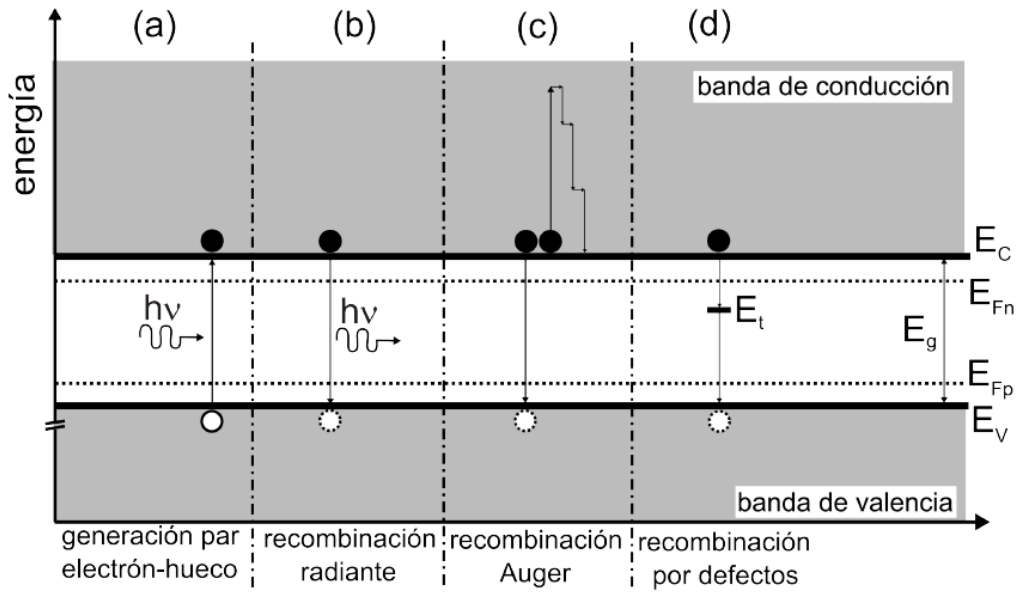 (a)
(b)
(c)
(d)
energía
banda de conducción
E_C
E_Fn
hν
hν
E_t
E_g
E_Fp
E_V
banda de valencia
generación par
electrón-hueco
recombinación
radiante
recombinación
Auger
recombinación
por defectos